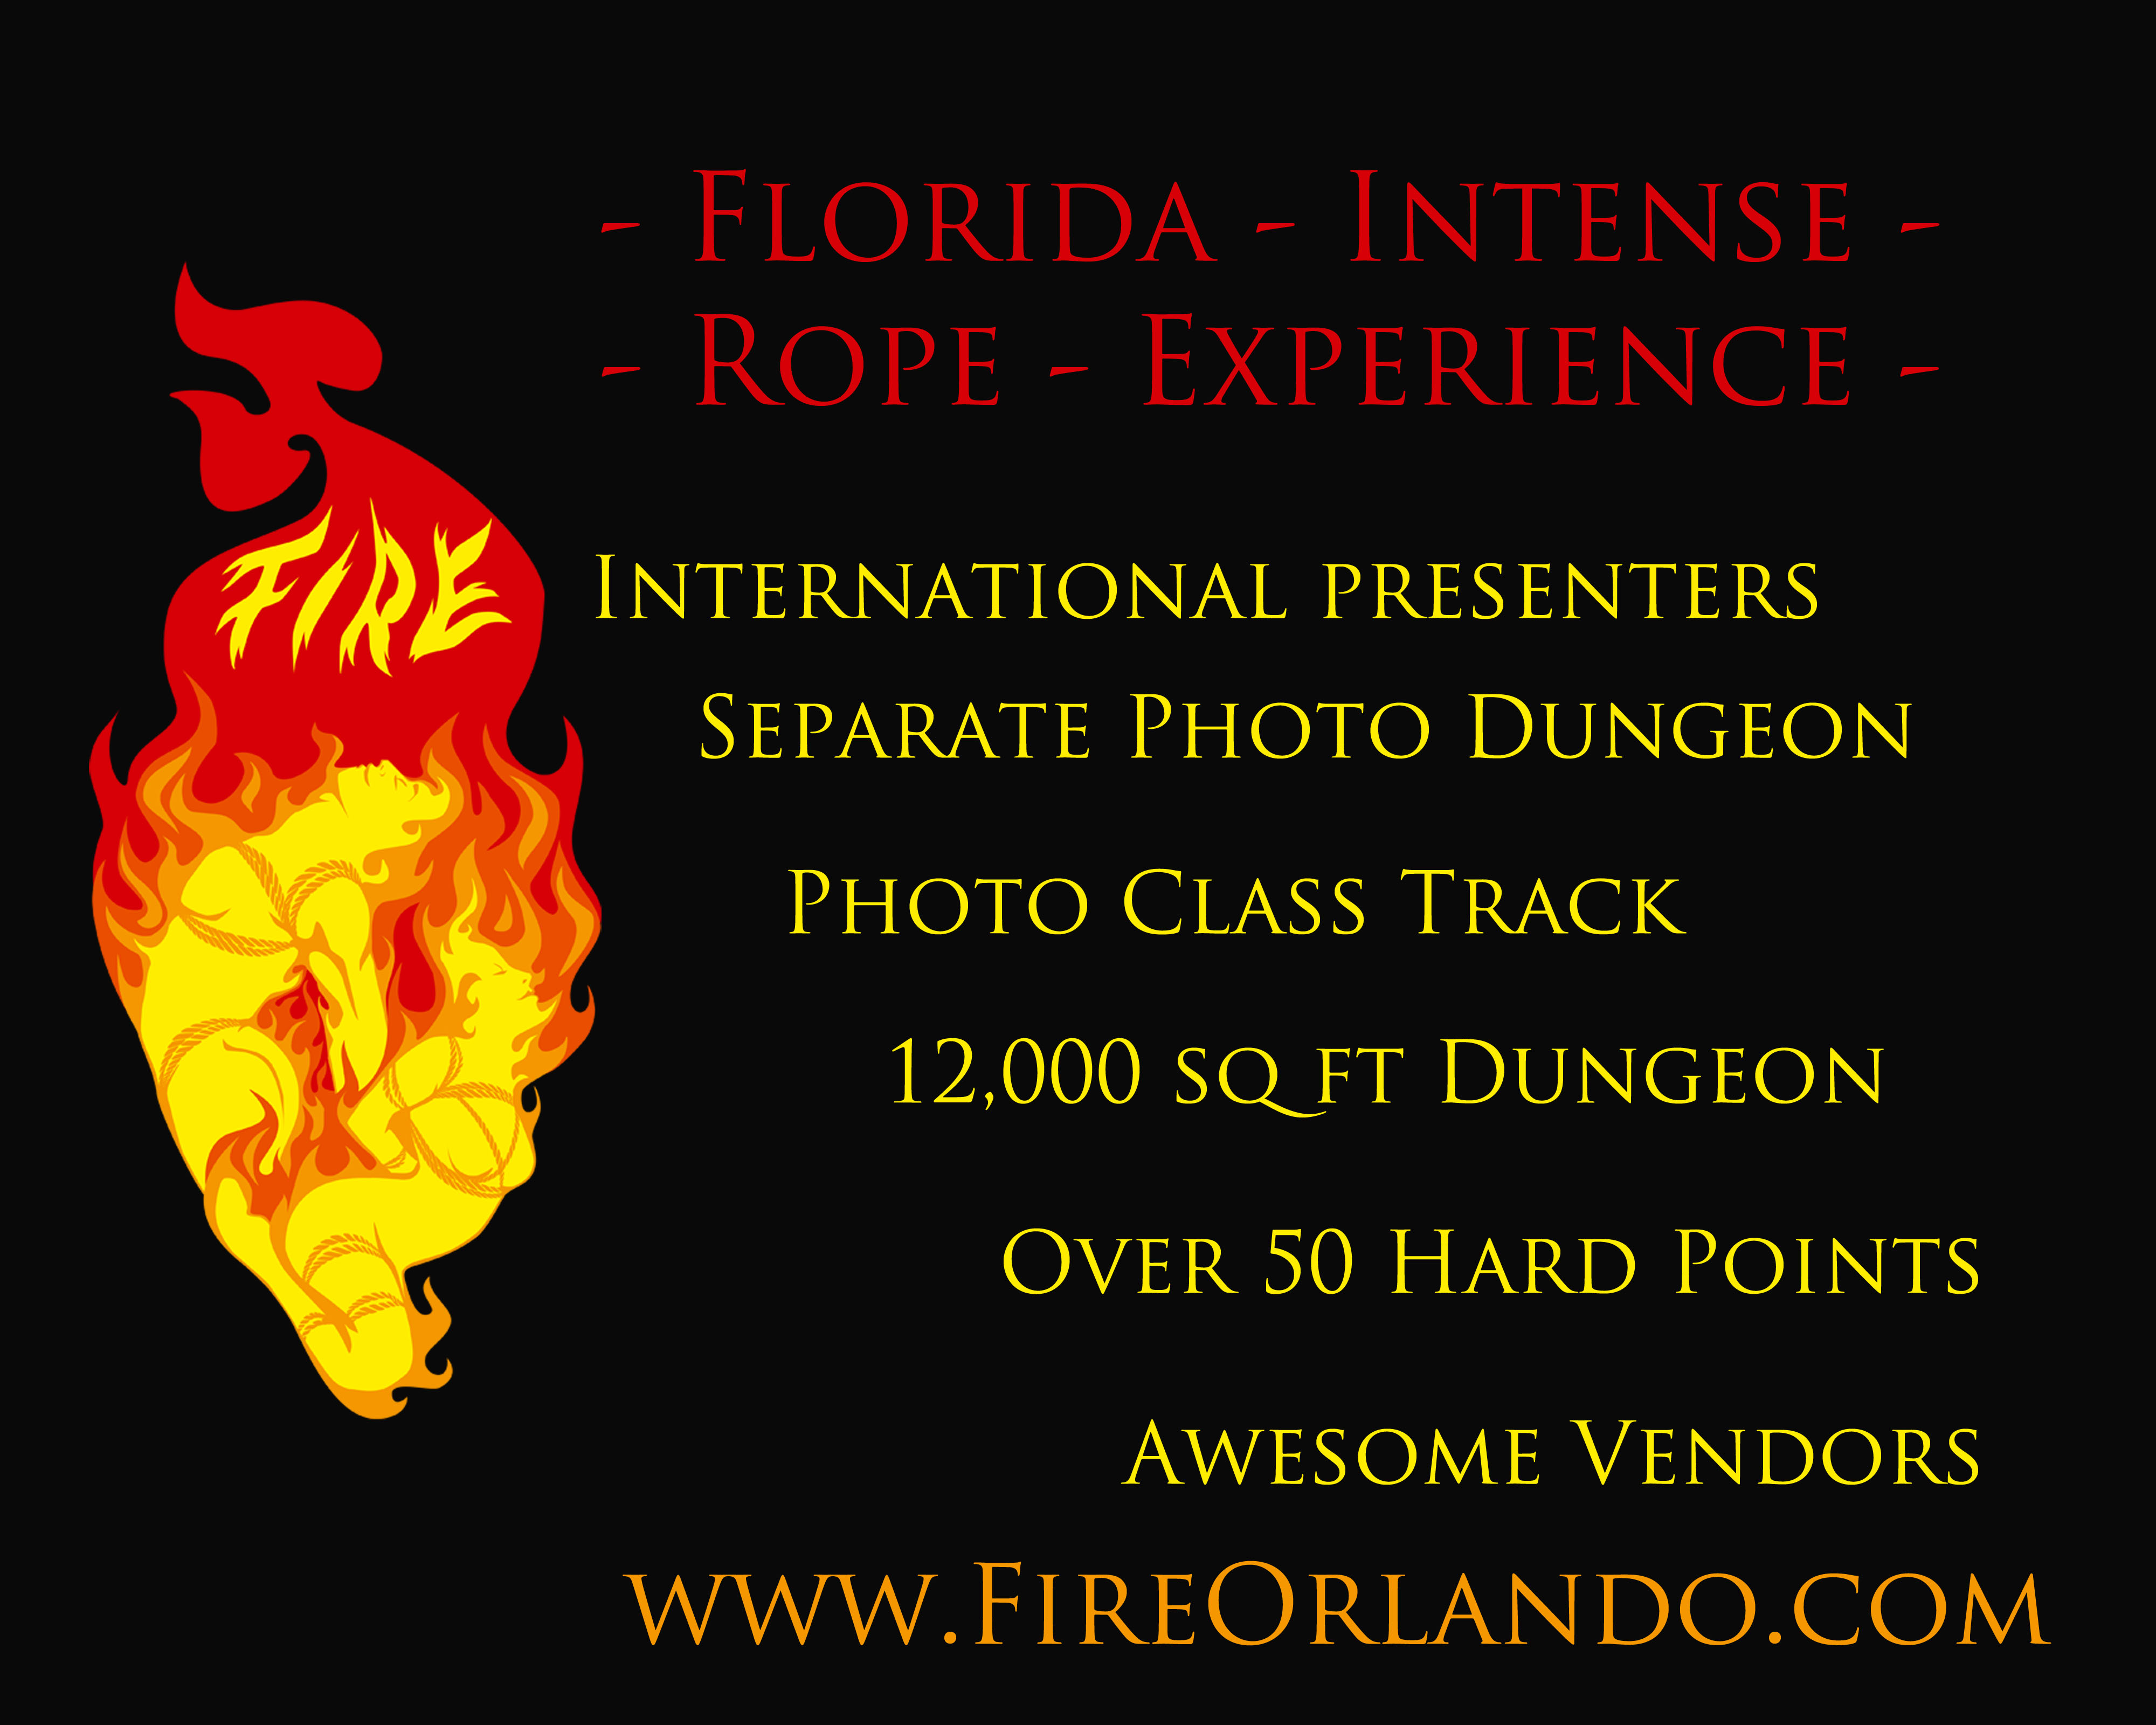 - Florida - Intense -
- Rope - Experience -
FIRE
International presenters
Separate Photo Dungeon
Photo Class Track
12,000 sq ft Dungeon
Over 50 Hard Points
Awesome Vendors
www.FireOrlando.com